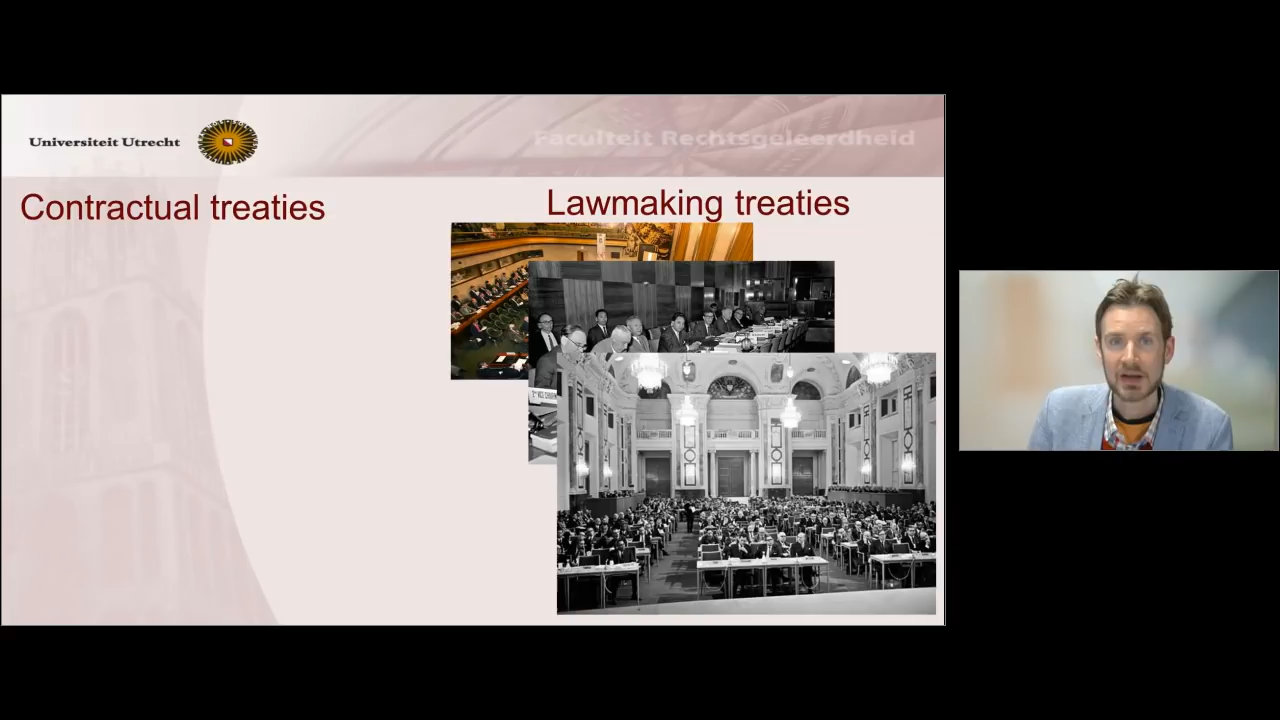 Universiteit Utrecht
Faculteit Rechtsgeleerdheid
Contractual treaties
Lawmaking treaties